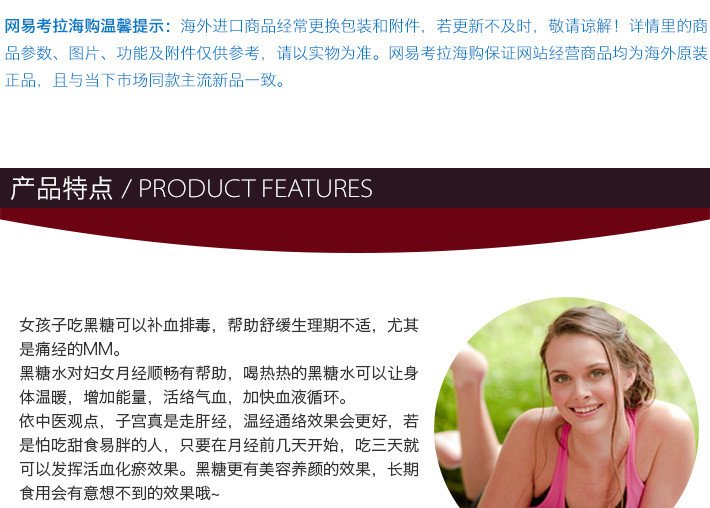 网易考拉海购温馨提示：海外进口商品经常更换包装和附件，若更新不及时，敬请谅解！详情里的商
品参数、图片、功能及附件仅供参考，请以实物为准。网易考拉海购保证网站经营商品均为海外原装
正品，且与当下市场同款主流新品一致。
产品特点 / PRODUCT FEATURES
女孩子吃黑糖可以补血排毒，帮助舒缓生理期不适，尤其
是痛经的MM。
黑糖水对妇女月经顺畅有帮助，喝热热的黑糖水可以让身
体温暖，增加能量，活络气血，加快血液循环。
依中医观点，子宫真是走肝经，温经通络效果会更好，若
是怕吃甜食易胖的人，只要在月经前几天开始，吃三天就
可以发挥活血化瘀效果。黑糖更有美容养颜的效果，长期
食用会有意想不到的效果哦~